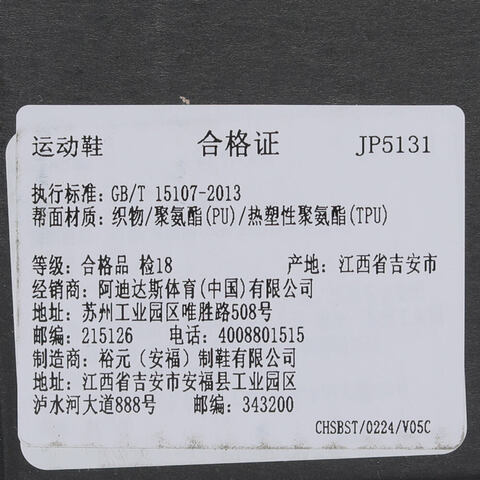 运动鞋 合格证 JP5131
执行标准: GB/T 15107-2013
帮面材质: 织物/聚氨酯(PU)/热塑性聚氨酯(TPU)
等级: 合格品 检18 产地: 江西省吉安市
经销商: 阿迪达斯体育(中国)有限公司
地址: 苏州工业园区唯胜路508号
邮编: 215126 电话: 4008801515
制造商: 裕元（安福）制鞋有限公司
地址: 江西省吉安市安福县工业园区
泸水河大道888号 邮编: 343200
CHSBST/0224/V05C